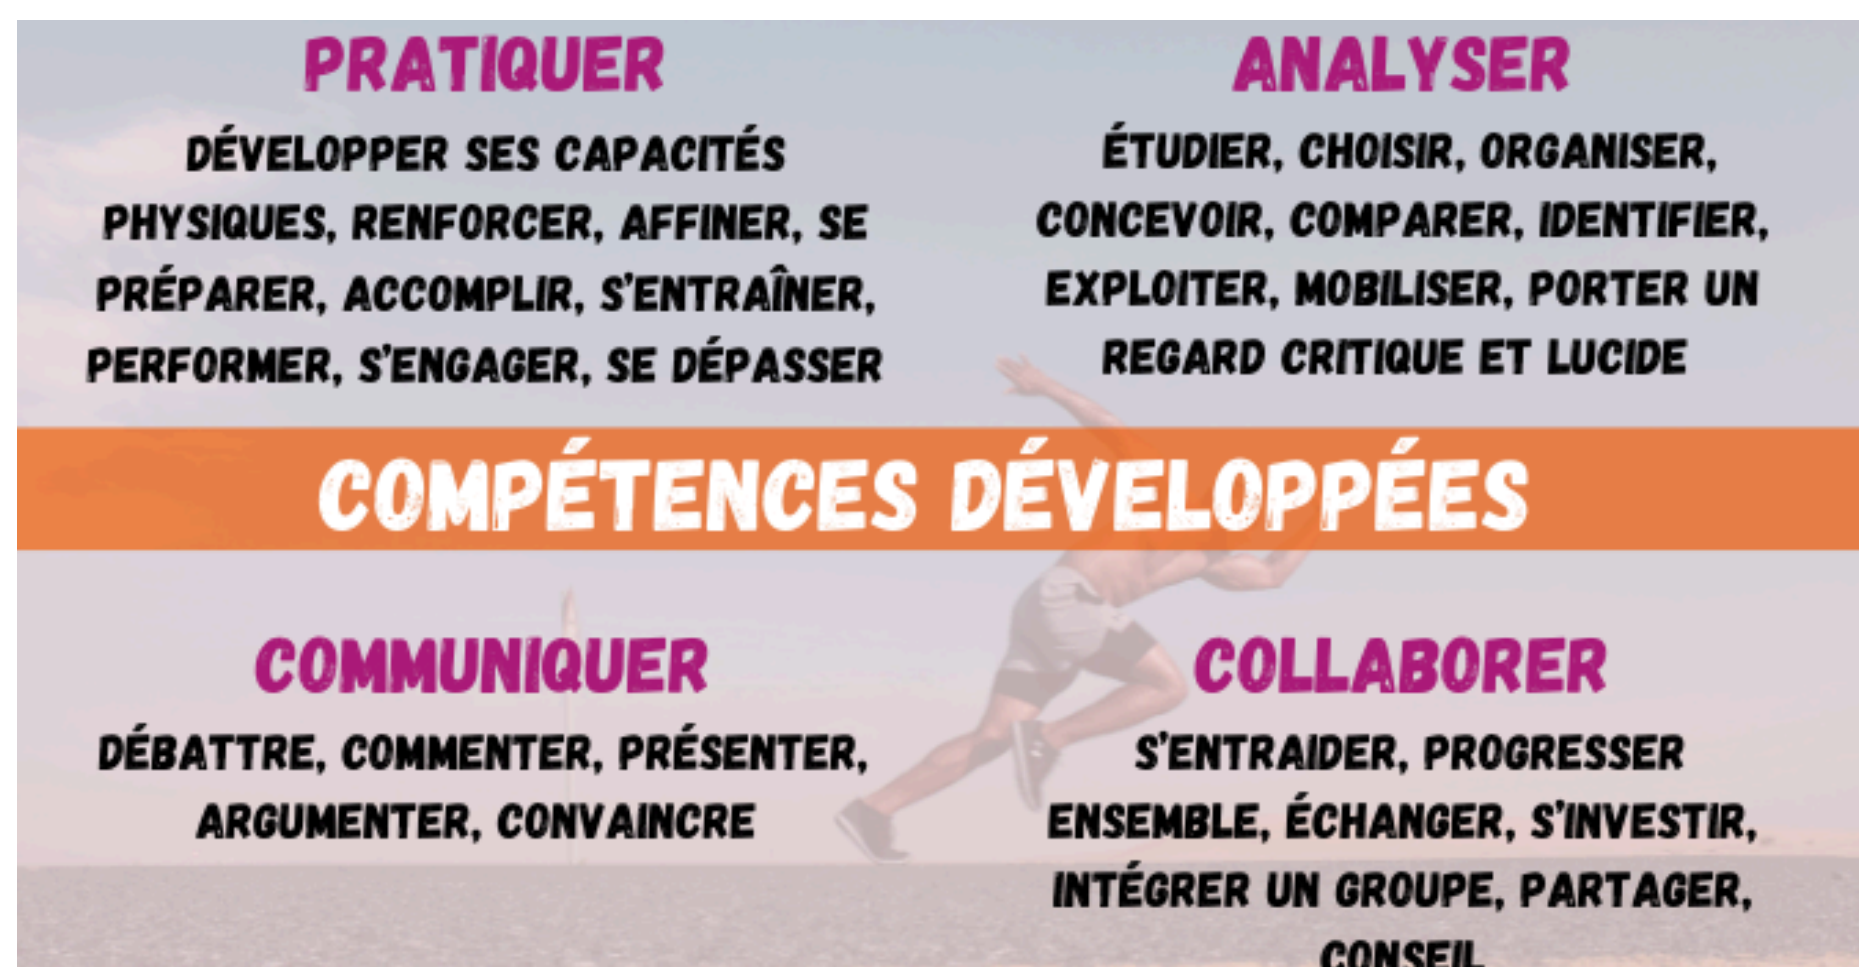 PRATIQUER
DÉVELOPPER SES CAPACITÉS
PHYSIQUES, RENFORCER, AFFINER, SE
PRÉPARER, ACCOMPLIR, S'ENTRAÎNER,
PERFORMER, S'ENGAGER, SE DÉPASSER
ANALYSER
ÉTUDIER, CHOISIR, ORGANISER,
CONCEVOIR, COMPARER, IDENTIFIER,
EXPLOITER, MOBILISER, PORTER UN
REGARD CRITIQUE ET LUCIDE
COMPÉTENCES DÉVELOPPÉES
COMMUNIQUER
DÉBATTRE, COMMENTER, PRÉSENTER,
ARGUMENTER, CONVAINCRE
COLLABORER
S'ENTRAIDER, PROGRESSER
ENSEMBLE, ÉCHANGER, S'INVESTIR,
INTÉGRER UN GROUPE, PARTAGER,
CONSEIL